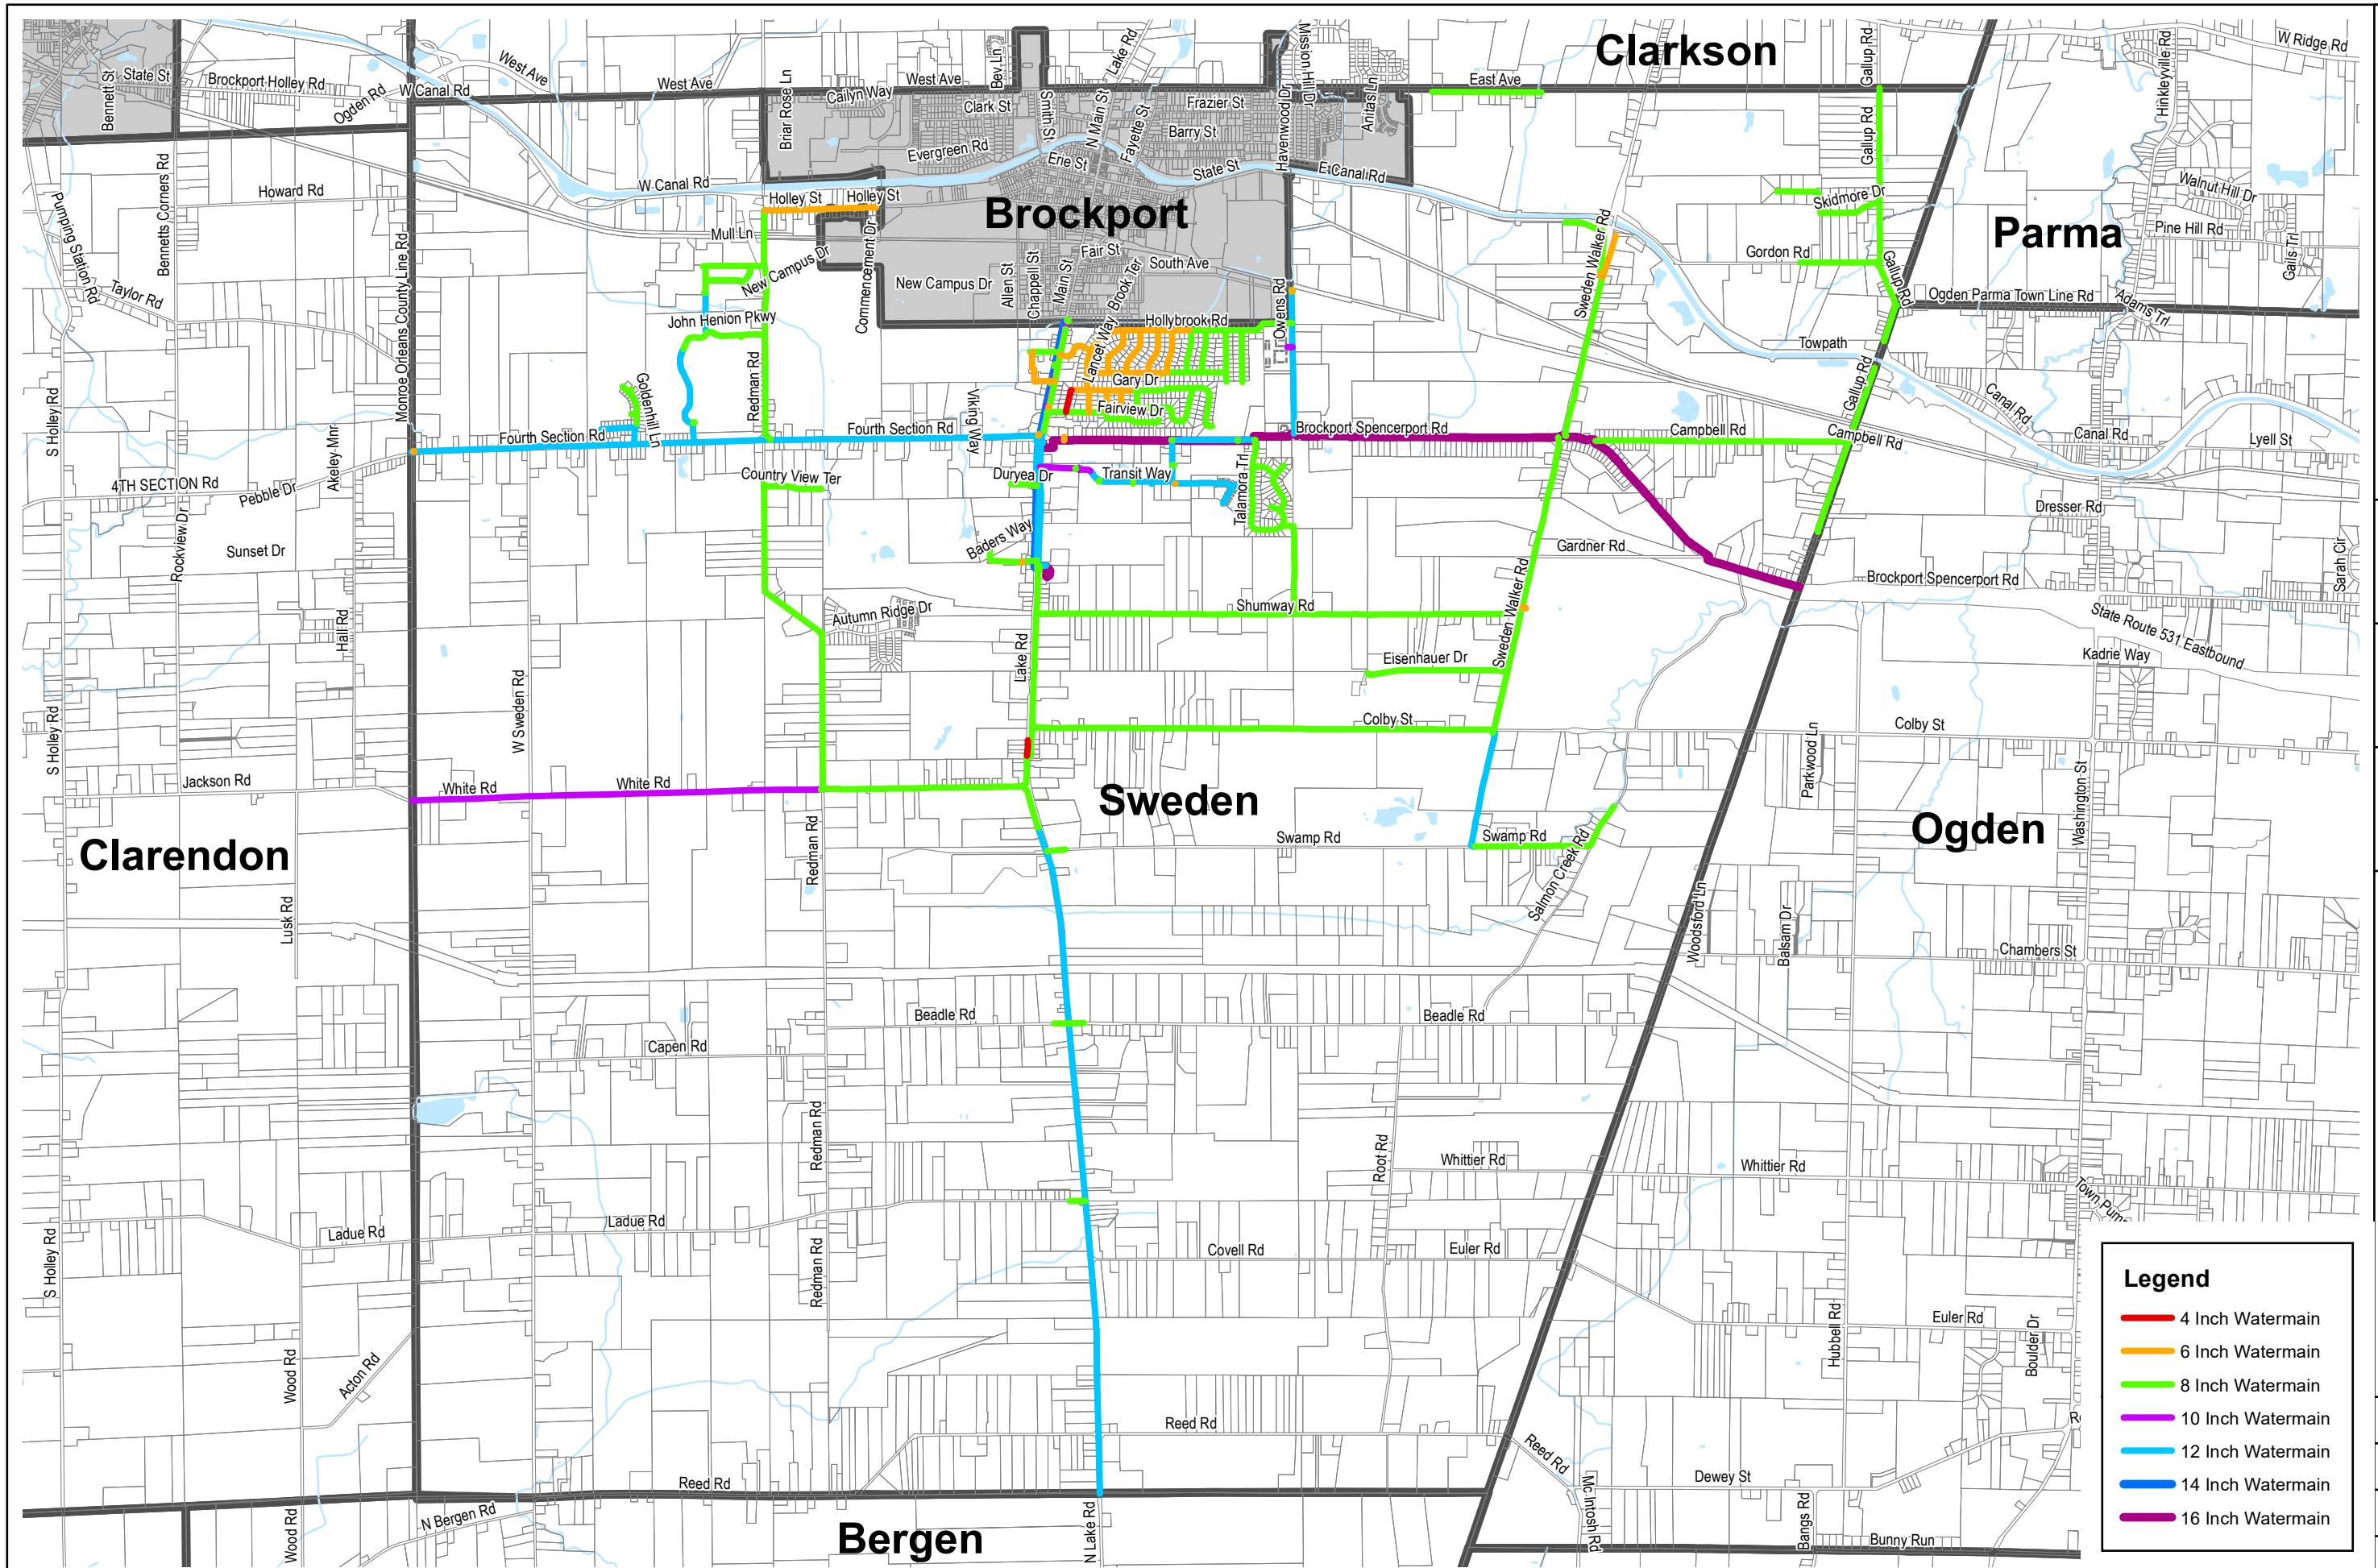 Clarkson
W Ridge Rd
Gallup Rd
Hinkleyville Rd
Mission Hill Dr
Lake Rd
West Ave
State St
Brockport Holley Rd
Bennett St
Ogden Rd
W Canal Rd
West Ave
Briar Rose Ln
Cailyn Way
West Ave
Bev Ln
Clark St
Smith St
N Main St
Fayette St
Frazier St
Barry St
Havenwood Dr
Anitas Ln
East Ave
Gallup Rd
Evergreen Rd
Erie St
State St
E Canal Rd
Bennetts Corners Rd
Howard Rd
W Canal Rd
Holley St
Holley St
Brockport
Skidmore Dr
Walnut Hill Dr
Parma
Pine Hill Rd
Gails Trl
Pumping Station Rd
Monroe Orleans County Line Rd
Mull Ln
Commencement Dr
New Campus Dr
Fair St
South Ave
Sweden Walker Rd
Gordon Rd
Gallup Rd
Taylor Rd
New Campus Dr
Allen St
Chappell St
Main St
Brook Ter
Owens Rd
Ogden Parma Town Line Rd
Adams Trl
John Henion Pkwy
Hollybrook Rd
Towpath
S Holley Rd
Redman Rd
Goldenhill Ln
Lancet Way
Gary Dr
Fairview Dr
Gallup Rd
Canal Rd
Viking Way
Akeley Mnr
Fourth Section Rd
Fourth Section Rd
Brockport Spencerport Rd
Campbell Rd
Campbell Rd
Canal Rd
Lyell St
4TH SECTION Rd
Pebble Dr
Country View Ter
Duryea Dr
Transit Way
Talamora Trl
Rockview Dr
Sunset Dr
Baders Way
Gardner Rd
Dresser Rd
Sarah Cir
Brockport Spencerport Rd
Hall Rd
Autumn Ridge Dr
Shumway Rd
Sweden Walker Rd
State Route 531 Eastbound
Kadrie Way
Lake Rd
Eisenhauer Dr
S Holley Rd
W Sweden Rd
Colby St
Colby St
Parkwood Ln
Washington St
Jackson Rd
White Rd
White Rd
Sweden
Clarendon
Redman Rd
Swamp Rd
Swamp Rd
Salmon Creek Rd
Ogden
Lusk Rd
Woodsford Ln
Balsam Dr
Chambers St
Beadle Rd
Beadle Rd
Capen Rd
Redman Rd
Root Rd
Whittier Rd
Whittier Rd
Ladue Rd
Ladue Rd
S Holley Rd
Redman Rd
Covell Rd
Euler Rd
Hubbell Rd
Euler Rd
Boulder Dr
Wood Rd
Acton Rd
Reed Rd
Reed Rd
Dewey St
Reed Rd
Wood Rd
N Bergen Rd
Bergen
N Lake Rd
Mc Intosh Rd
Bangs Rd
Bunny Run
Legend
4 Inch Watermain
6 Inch Watermain
8 Inch Watermain
10 Inch Watermain
12 Inch Watermain
14 Inch Watermain
16 Inch Watermain